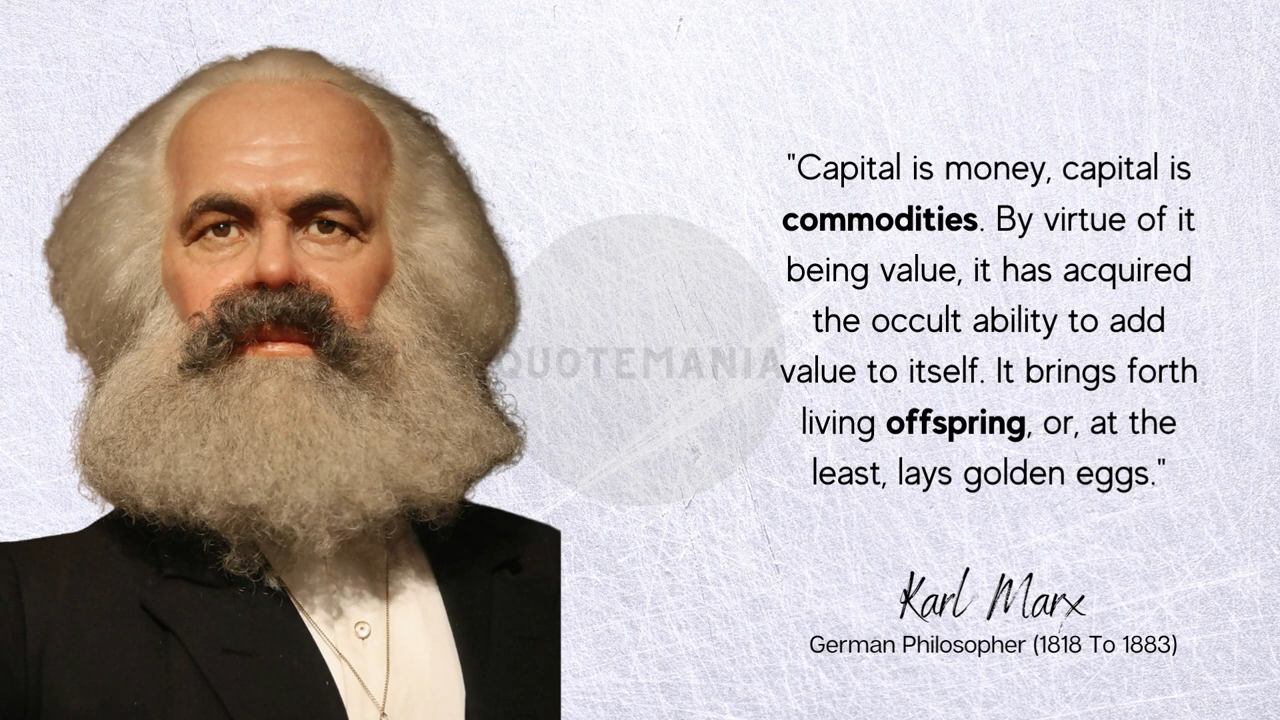 "Capital is money, capital is
commodities. By virtue of it
being value, it has acquired
the occult ability to add
value to itself. It brings forth
living offspring, or, at the
least, lays golden eggs."
QUOTEMANIA
Karl Marx
German Philosopher (1818 To 1883)